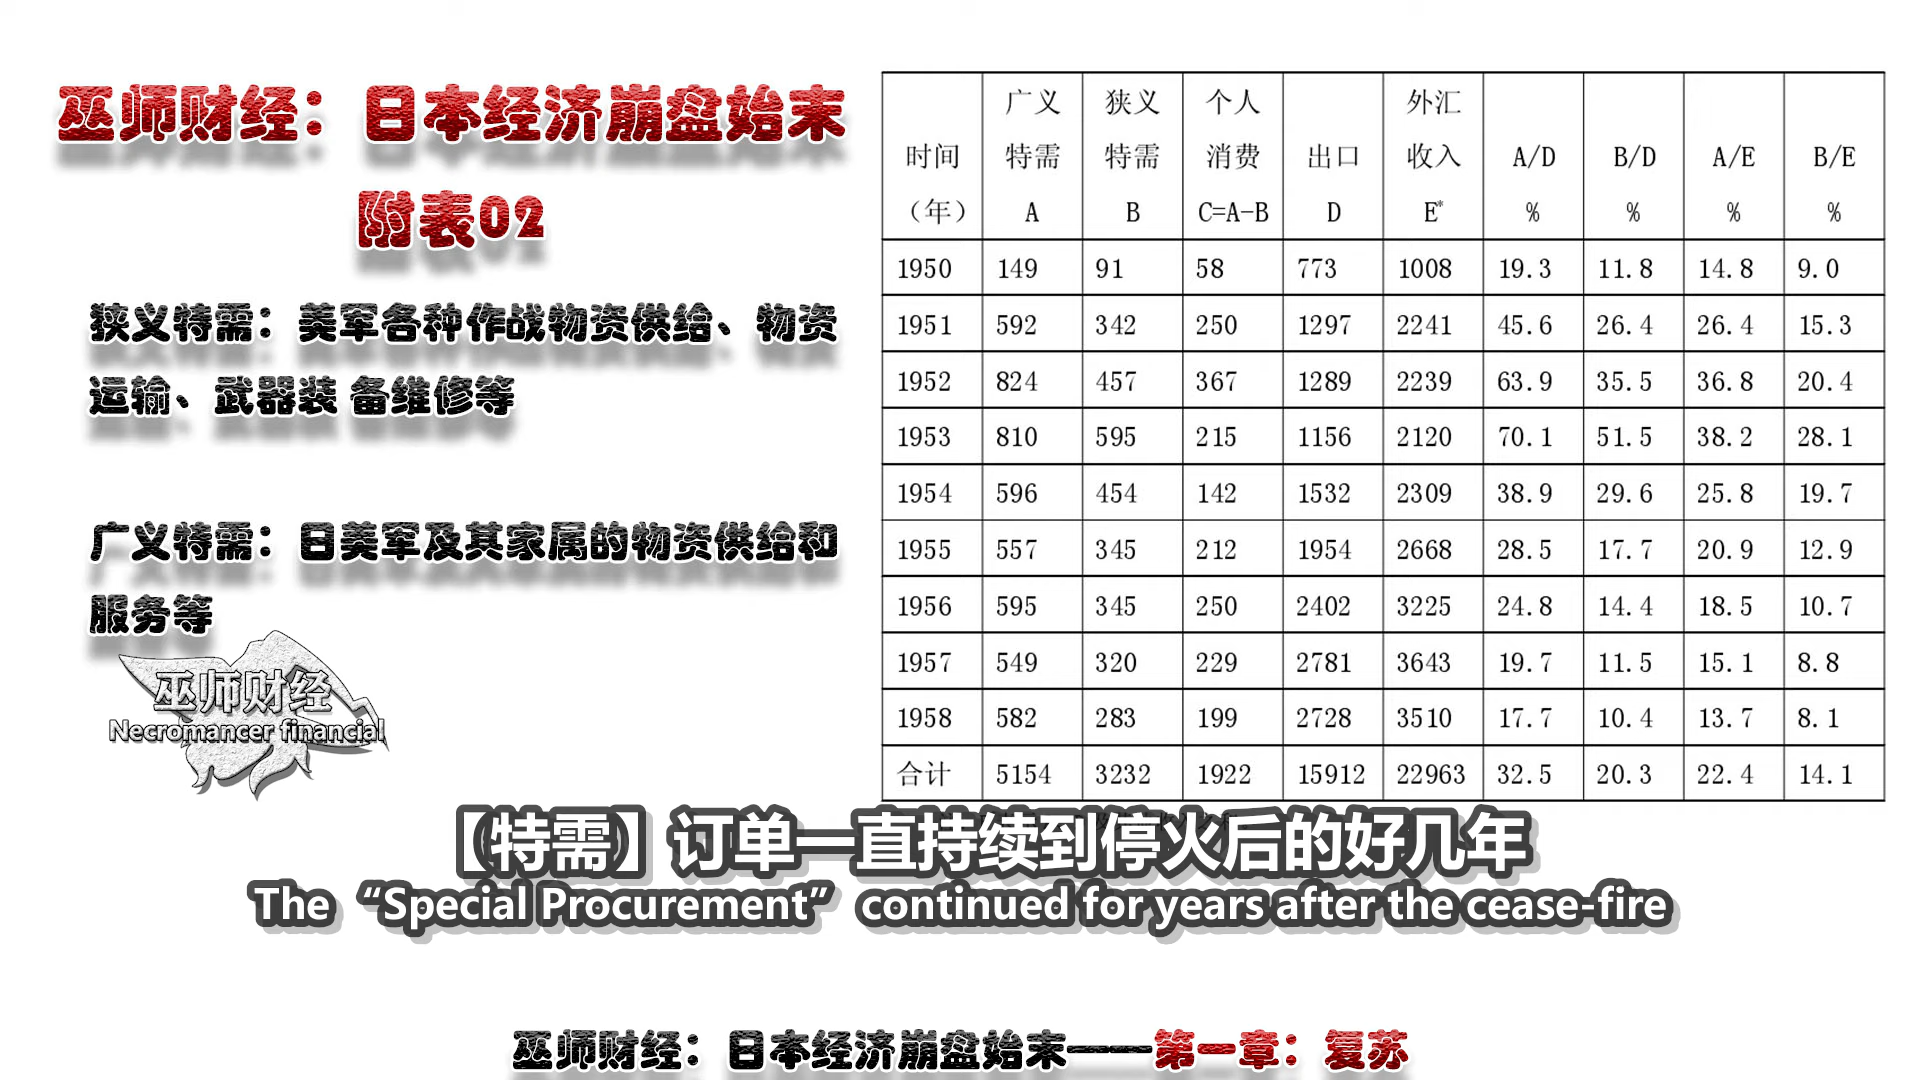 巫师财经：日本经济崩盘始末
附表02
狭义特需：美军各种作战物资供给、物资
运输、武器装 备维修等
广义特需：日美军及其家属的物资供给和
服务等
巫师财经
Necromancer financial
时间（年） 广义特需 A 狭义特需 B 个人消费 C=A-B 出口 D 外汇收入 E* A/D % B/D % A/E % B/E %
1950 149 91 58 773 1008 19.3 11.8 14.8 9.0
1951 592 342 250 1297 2241 45.6 26.4 26.4 15.3
1952 824 457 367 1289 2239 63.9 35.5 36.8 20.4
1953 810 595 215 1156 2120 70.1 51.5 38.2 28.1
1954 596 454 142 1532 2309 38.9 29.6 25.8 19.7
1955 557 345 212 1954 2668 28.5 17.7 20.9 12.9
1956 595 345 250 2402 3225 24.8 14.4 18.5 10.7
1957 549 320 229 2781 3643 19.7 11.5 15.1 8.8
1958 582 283 199 2728 3510 17.7 10.4 13.7 8.1
合计 5154 3232 1922 15912 22963 32.5 20.3 22.4 14.1
【特需】订单一直持续到停火后的好几年
The “Special Procurement” continued for years after the cease-fire
巫师财经：日本经济崩盘始末——第一章：复苏